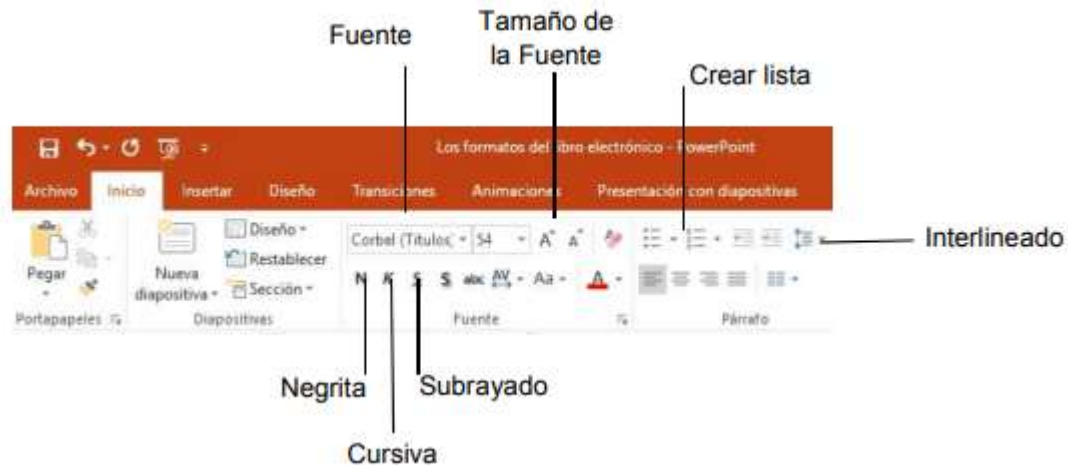 Fuente
Tamaño de
la Fuente
Crear lista
Los formatos del libro electrónico - PowerPoint
Archivo Inicio Insertar Diseño Transiciones Animaciones Presentación con diapositivas
Pegar
Nueva
diapositiva
Diseño
Restablecer
Sección
Corbel (Títulos) 54 A A
N K S S abc AV Aa A
Portapapeles Diapositivas Fuente Párrafo
Interlineado
Negrita
Subrayado
Cursiva